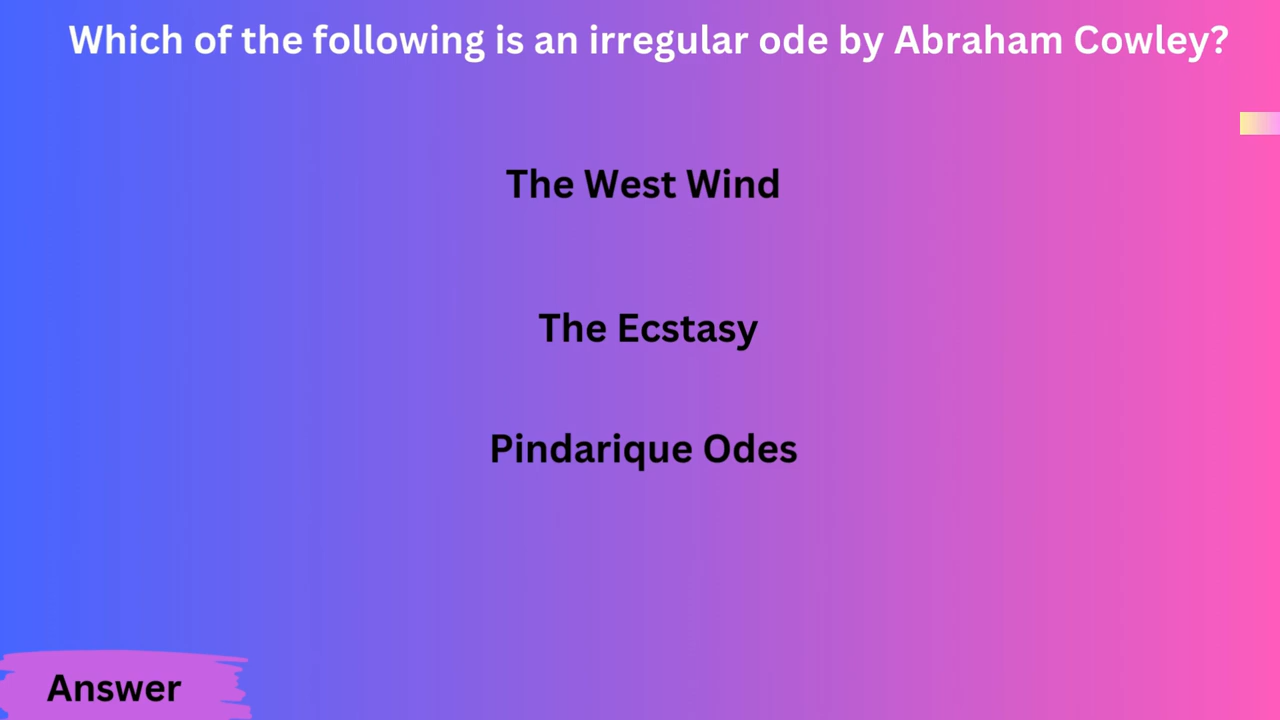 Which of the following is an irregular ode by Abraham Cowley?
The West Wind
The Ecstasy
Pindarique Odes
Answer